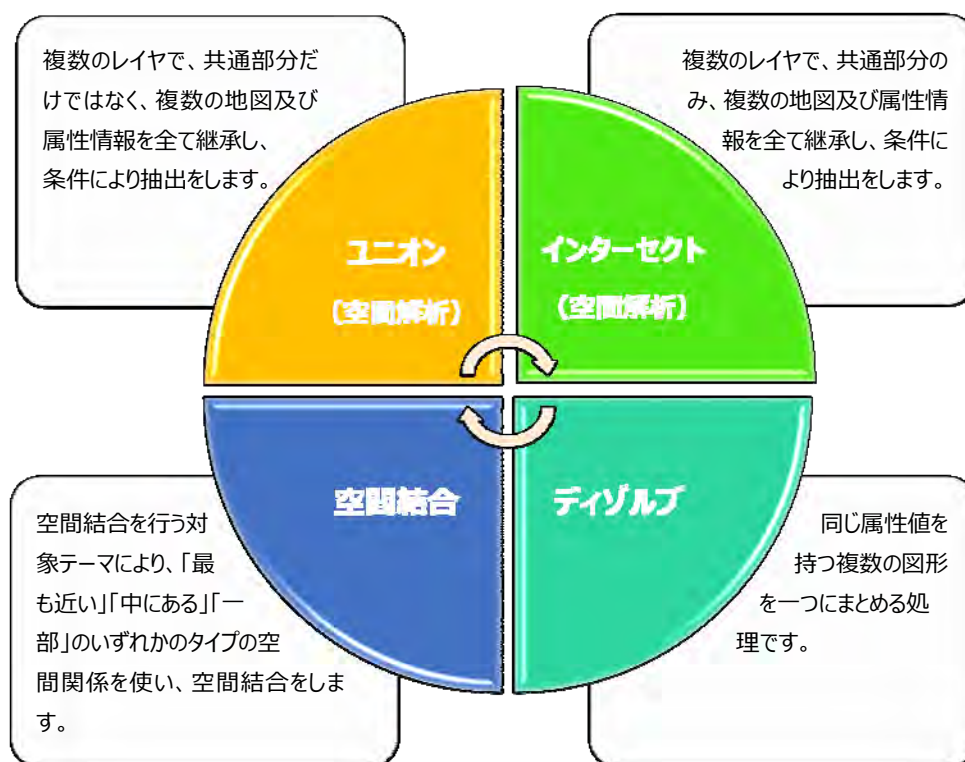 複数のレイヤで、共通部分だ
けではなく、複数の地図及び
属性情報を全て継承し、
条件により抽出をします。
複数のレイヤで、共通部分の
み、複数の地図及び属性情
報を全て継承し、条件に
より抽出をします。
ユニオン
（空間解析）
インターセクト
（空間解析）
空間結合
ディゾルブ
空間結合を行う対
象テーマにより、「最
も近い」「中にある」「一
部」のいずれかのタイプの空
間関係を使い、空間結合をしま
す。
同じ属性値を
持つ複数の図形
を一つにまとめる処
理です。